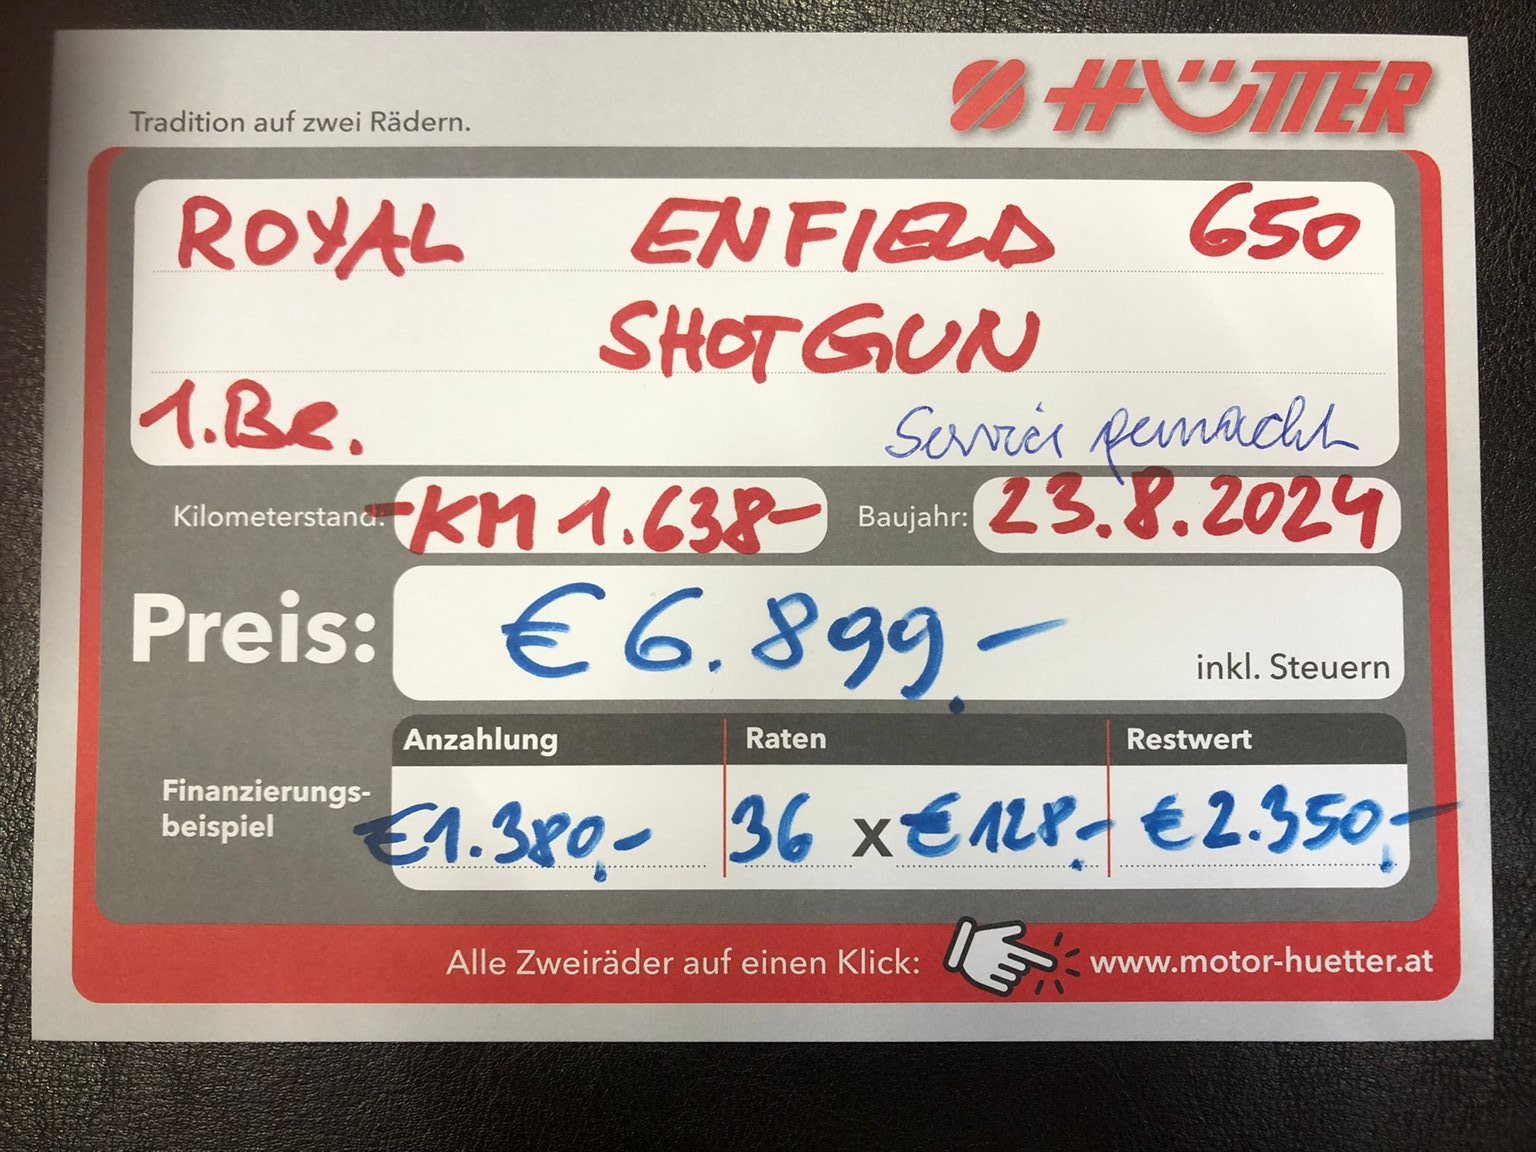 HÜTTER
Tradition auf zwei Rädern.
ROYAL ENFIELD 650
SHOTGUN
1.Be. Service gemacht
Kilometerstand: -KM 1.638- Baujahr: 23.8.2024
Preis: € 6.899,- inkl. Steuern
Anzahlung Raten Restwert
Finanzierungs-
beispiel
€1.380,- 36 x €128,- €2.350,-
Alle Zweiräder auf einen Klick: www.motor-huetter.at